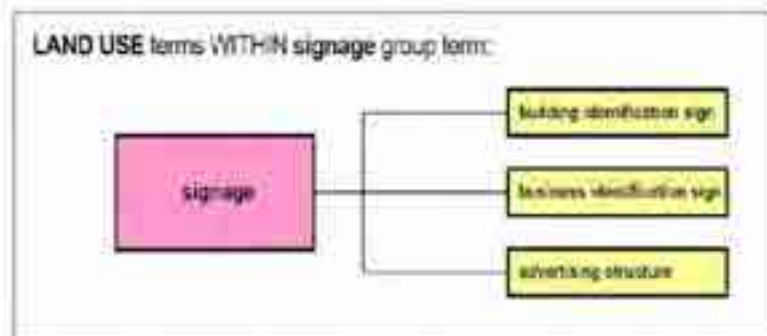 LAND USE terms WITHIN signage group term:
signage
building identification sign
business identification sign
advertising structure